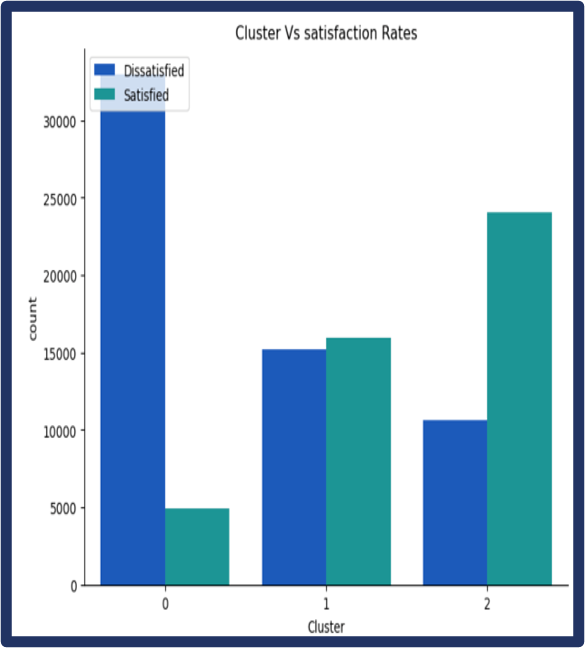 Cluster Vs satisfaction Rates
Dissatisfied
Satisfied
30000
25000
20000
15000
10000
5000
0
count
0 1 2
Cluster